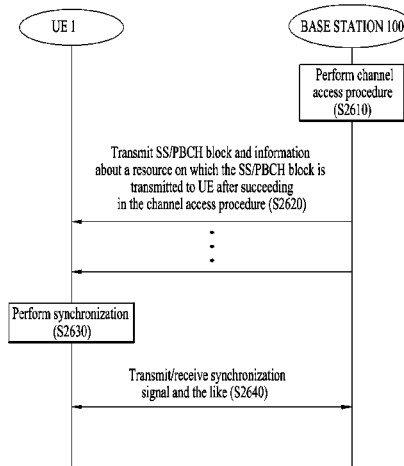 UE 1
BASE STATION 100
Perform channel
access procedure
(S2610)
Transmit SS/PBCH block and information
about a resource on which the SS/PBCH block is
transmitted to UE after succeeding
in the channel access procedure (S2620)
Perform synchronization
(S2630)
Transmit/receive synchronization
signal and the like (S2640)